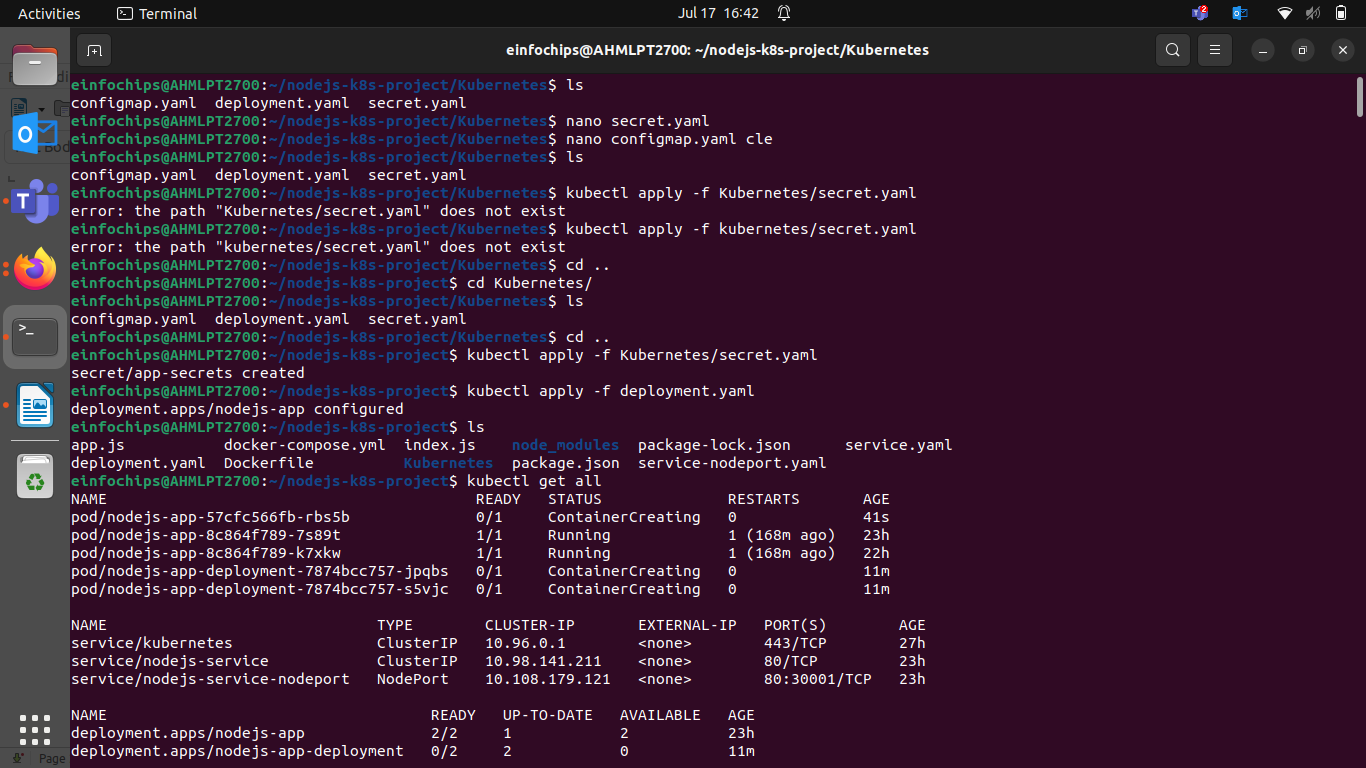 Activities
Terminal
Jul 17 16:42
2
einfochips@AHMLPT2700: ~/nodejs-k8s-project/Kubernetes
einfochips@AHMLPT2700:~/nodejs-k8s-project/Kubernetes$ ls
configmap.yaml  deployment.yaml  secret.yaml
einfochips@AHMLPT2700:~/nodejs-k8s-project/Kubernetes$ nano secret.yaml
einfochips@AHMLPT2700:~/nodejs-k8s-project/Kubernetes$ nano configmap.yaml cle
einfochips@AHMLPT2700:~/nodejs-k8s-project/Kubernetes$ ls
configmap.yaml  deployment.yaml  secret.yaml
einfochips@AHMLPT2700:~/nodejs-k8s-project/Kubernetes$ kubectl apply -f Kubernetes/secret.yaml
error: the path "Kubernetes/secret.yaml" does not exist
einfochips@AHMLPT2700:~/nodejs-k8s-project/Kubernetes$ kubectl apply -f kubernetes/secret.yaml
error: the path "kubernetes/secret.yaml" does not exist
einfochips@AHMLPT2700:~/nodejs-k8s-project/Kubernetes$ cd ..
einfochips@AHMLPT2700:~/nodejs-k8s-project$ cd Kubernetes/
einfochips@AHMLPT2700:~/nodejs-k8s-project/Kubernetes$ ls
configmap.yaml  deployment.yaml  secret.yaml
einfochips@AHMLPT2700:~/nodejs-k8s-project/Kubernetes$ cd ..
einfochips@AHMLPT2700:~/nodejs-k8s-project$ kubectl apply -f Kubernetes/secret.yaml
secret/app-secrets created
einfochips@AHMLPT2700:~/nodejs-k8s-project$ kubectl apply -f deployment.yaml
deployment.apps/nodejs-app configured
einfochips@AHMLPT2700:~/nodejs-k8s-project$ ls
app.js           docker-compose.yml  index.js    node_modules  package-lock.json      service.yaml
deployment.yaml  Dockerfile          Kubernetes  package.json  service-nodeport.yaml
einfochips@AHMLPT2700:~/nodejs-k8s-project$ kubectl get all
NAME                                         READY   STATUS              RESTARTS       AGE
pod/nodejs-app-57cfc566fb-rbs5b              0/1     ContainerCreating   0              41s
pod/nodejs-app-8c864f789-7s89t               1/1     Running             1 (168m ago)   23h
pod/nodejs-app-8c864f789-k7xkw               1/1     Running             1 (168m ago)   22h
pod/nodejs-app-deployment-7874bcc757-jpqbs   0/1     ContainerCreating   0              11m
pod/nodejs-app-deployment-7874bcc757-s5vjc   0/1     ContainerCreating   0              11m
NAME                              TYPE        CLUSTER-IP       EXTERNAL-IP   PORT(S)        AGE
service/kubernetes                ClusterIP   10.96.0.1        <none>        443/TCP        27h
service/nodejs-service            ClusterIP   10.98.141.211    <none>        80/TCP         23h
service/nodejs-service-nodeport   NodePort    10.108.179.121   <none>        80:30001/TCP   23h
NAME                                    READY   UP-TO-DATE   AVAILABLE   AGE
deployment.apps/nodejs-app              2/2     1            2           23h
deployment.apps/nodejs-app-deployment   0/2     2            0           11m
Page